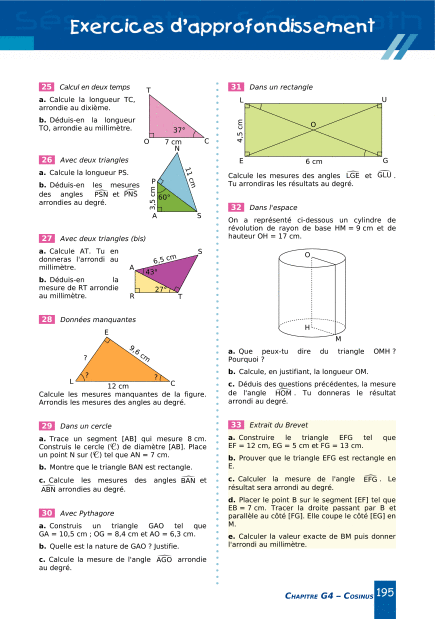 Exercices d'approfondissement
25 Calcul en deux temps
a. Calcule la longueur TC,
arrondie au dixième.
b. Déduis-en la longueur
TO, arrondie au millimètre.
T
37°
O 7 cm C
26 Avec deux triangles
a. Calcule la longueur PS.
b. Déduis-en les mesures
des angles PSN et PNS
arrondies au degré.
N
11 cm
P
60°
3,5 cm
A S
27 Avec deux triangles (bis)
a. Calcule AT. Tu en
donneras l'arrondi au
millimètre.
b. Déduis-en la
mesure de RT arrondie
au millimètre.
S
6,5 cm
A
143°
27°
R T
28 Données manquantes
E
? 9,6 cm
? ?
L C
12 cm
Calcule les mesures manquantes de la figure.
Arrondis les mesures des angles au degré.
29 Dans un cercle
a. Trace un segment [AB] qui mesure 8 cm.
Construis le cercle (𝒞) de diamètre [AB]. Place
un point N sur (𝒞) tel que AN = 7 cm.
b. Montre que le triangle BAN est rectangle.
c. Calcule les mesures des angles BAN et
ABN arrondies au degré.
30 Avec Pythagore
a. Construis un triangle GAO tel que
GA = 10,5 cm ; OG = 8,4 cm et AO = 6,3 cm.
b. Quelle est la nature de GAO ? Justifie.
c. Calcule la mesure de l'angle AGO arrondie
au degré.
31 Dans un rectangle
L U
4,5 cm
O
E 6 cm G
Calcule les mesures des angles LGE et GLU .
Tu arrondiras les résultats au degré.
32 Dans l'espace
On a représenté ci-dessous un cylindre de
révolution de rayon de base HM = 9 cm et de
hauteur OH = 17 cm.
O
H
M
a. Que peux-tu dire du triangle OMH ?
Pourquoi ?
b. Calcule, en justifiant, la longueur OM.
c. Déduis des questions précédentes, la mesure
de l'angle HOM . Tu donneras le résultat
arrondi au degré.
33 Extrait du Brevet
a. Construire le triangle EFG tel que
EF = 12 cm, EG = 5 cm et FG = 13 cm.
b. Prouver que le triangle EFG est rectangle en
E.
c. Calculer la mesure de l'angle EFG . Le
résultat sera arrondi au degré.
d. Placer le point B sur le segment [EF] tel que
EB = 7 cm. Tracer la droite passant par B et
parallèle au côté [FG]. Elle coupe le côté [EG] en
M.
e. Calculer la valeur exacte de BM puis donner
l'arrondi au millimètre.
CHAPITRE G4 – COSINUS 195